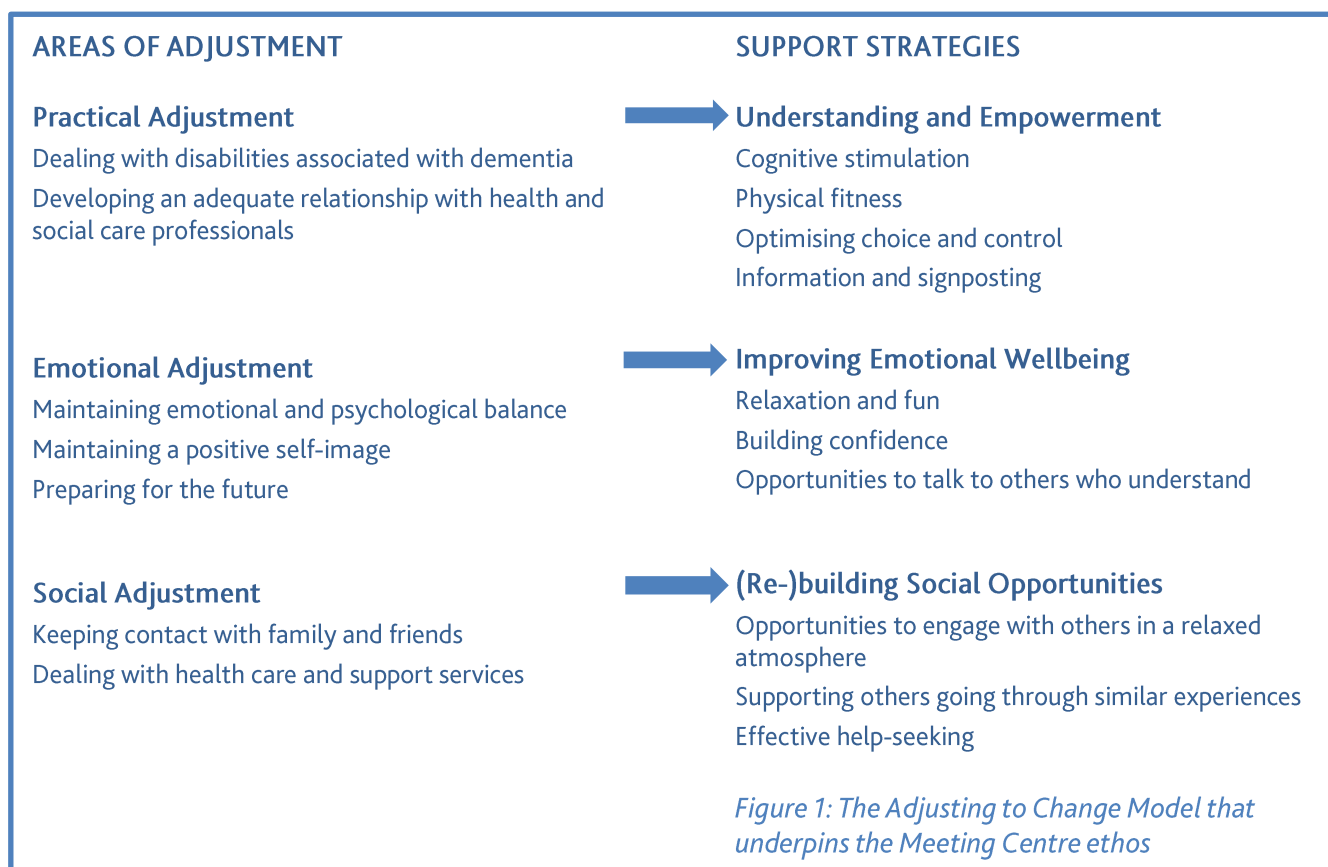 AREAS OF ADJUSTMENT
Practical Adjustment
Dealing with disabilities associated with dementia
Developing an adequate relationship with health and
social care professionals
Emotional Adjustment
Maintaining emotional and psychological balance
Maintaining a positive self-image
Preparing for the future
Social Adjustment
Keeping contact with family and friends
Dealing with health care and support services
SUPPORT STRATEGIES
Understanding and Empowerment
Cognitive stimulation
Physical fitness
Optimising choice and control
Information and signposting
Improving Emotional Wellbeing
Relaxation and fun
Building confidence
Opportunities to talk to others who understand
(Re-)building Social Opportunities
Opportunities to engage with others in a relaxed
atmosphere
Supporting others going through similar experiences
Effective help-seeking
Figure 1: The Adjusting to Change Model that
underpins the Meeting Centre ethos